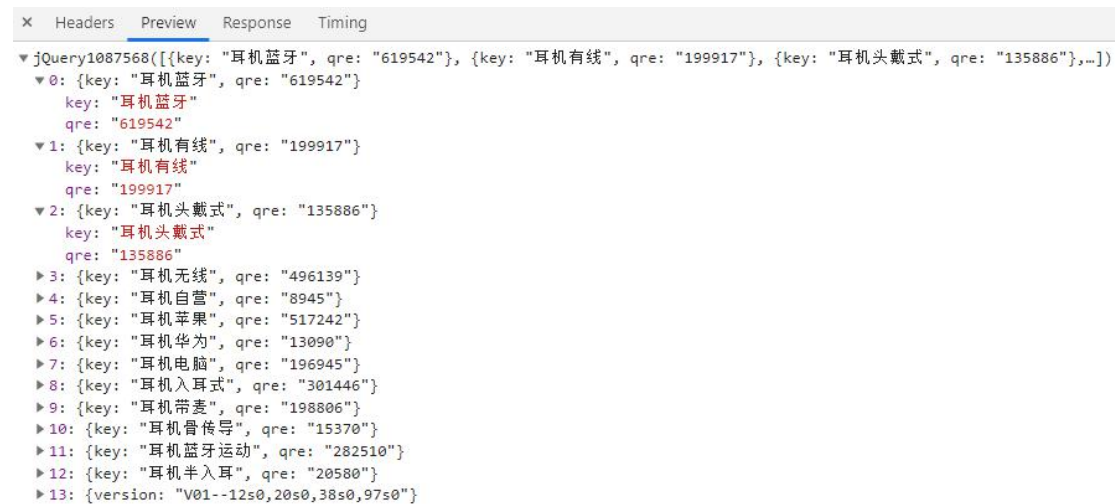 × Headers Preview Response Timing
▼jQuery1087568([{key: "耳机蓝牙", qre: "619542"}, {key: "耳机有线", qre: "199917"}, {key: "耳机头戴式", qre: "135886"},…])
▼0: {key: "耳机蓝牙", qre: "619542"}
key: "耳机蓝牙"
qre: "619542"
▼1: {key: "耳机有线", qre: "199917"}
key: "耳机有线"
qre: "199917"
▼2: {key: "耳机头戴式", qre: "135886"}
key: "耳机头戴式"
qre: "135886"
▶3: {key: "耳机无线", qre: "496139"}
▶4: {key: "耳机自营", qre: "8945"}
▶5: {key: "耳机苹果", qre: "517242"}
▶6: {key: "耳机华为", qre: "13090"}
▶7: {key: "耳机电脑", qre: "196945"}
▶8: {key: "耳机入耳式", qre: "301446"}
▶9: {key: "耳机带麦", qre: "198806"}
▶10: {key: "耳机骨传导", qre: "15370"}
▶11: {key: "耳机蓝牙运动", qre: "282510"}
▶12: {key: "耳机半入耳", qre: "20580"}
▶13: {version: "V01--12s0,20s0,38s0,97s0"}